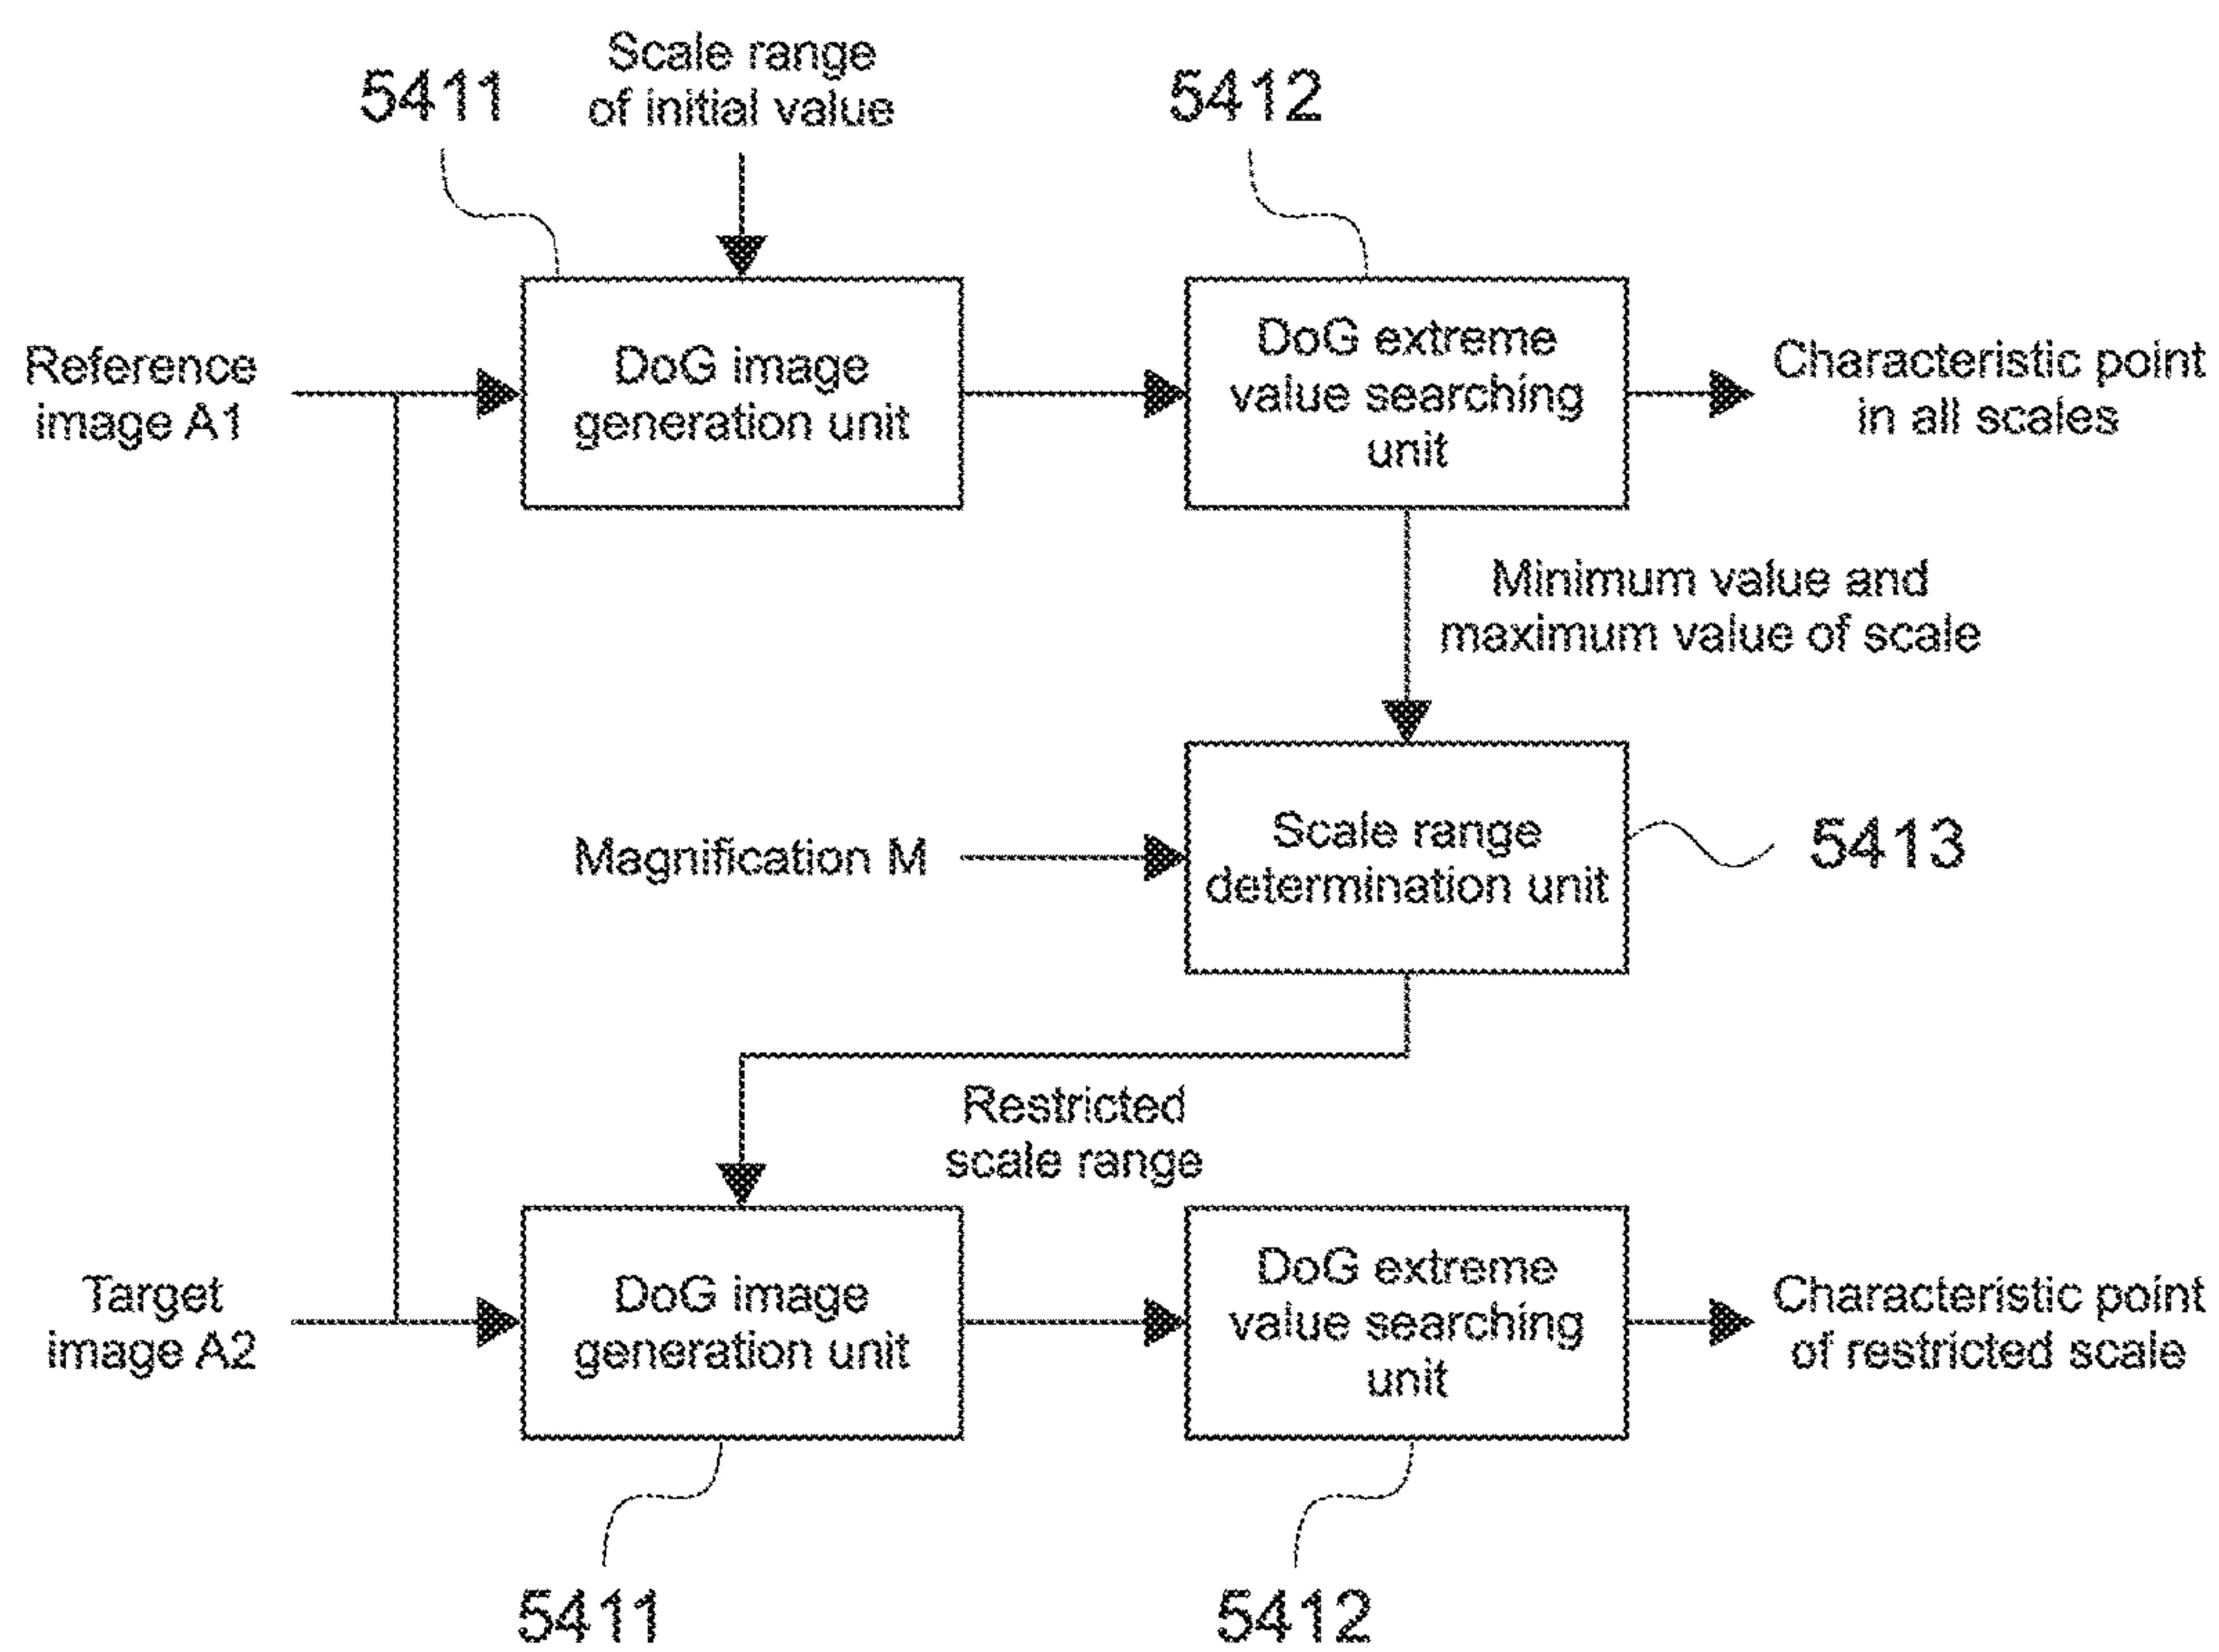 Scale range
of initial value
5411
5412
Reference
image A1
DoG image
generation unit
DoG extreme
value searching
unit
Characteristic point
in all scales
Minimum value and
maximum value of scale
Magnification M
Scale range
determination unit
5413
Restricted
scale range
Target
image A2
DoG image
generation unit
DoG extreme
value searching
unit
Characteristic point
of restricted scale
5411
5412